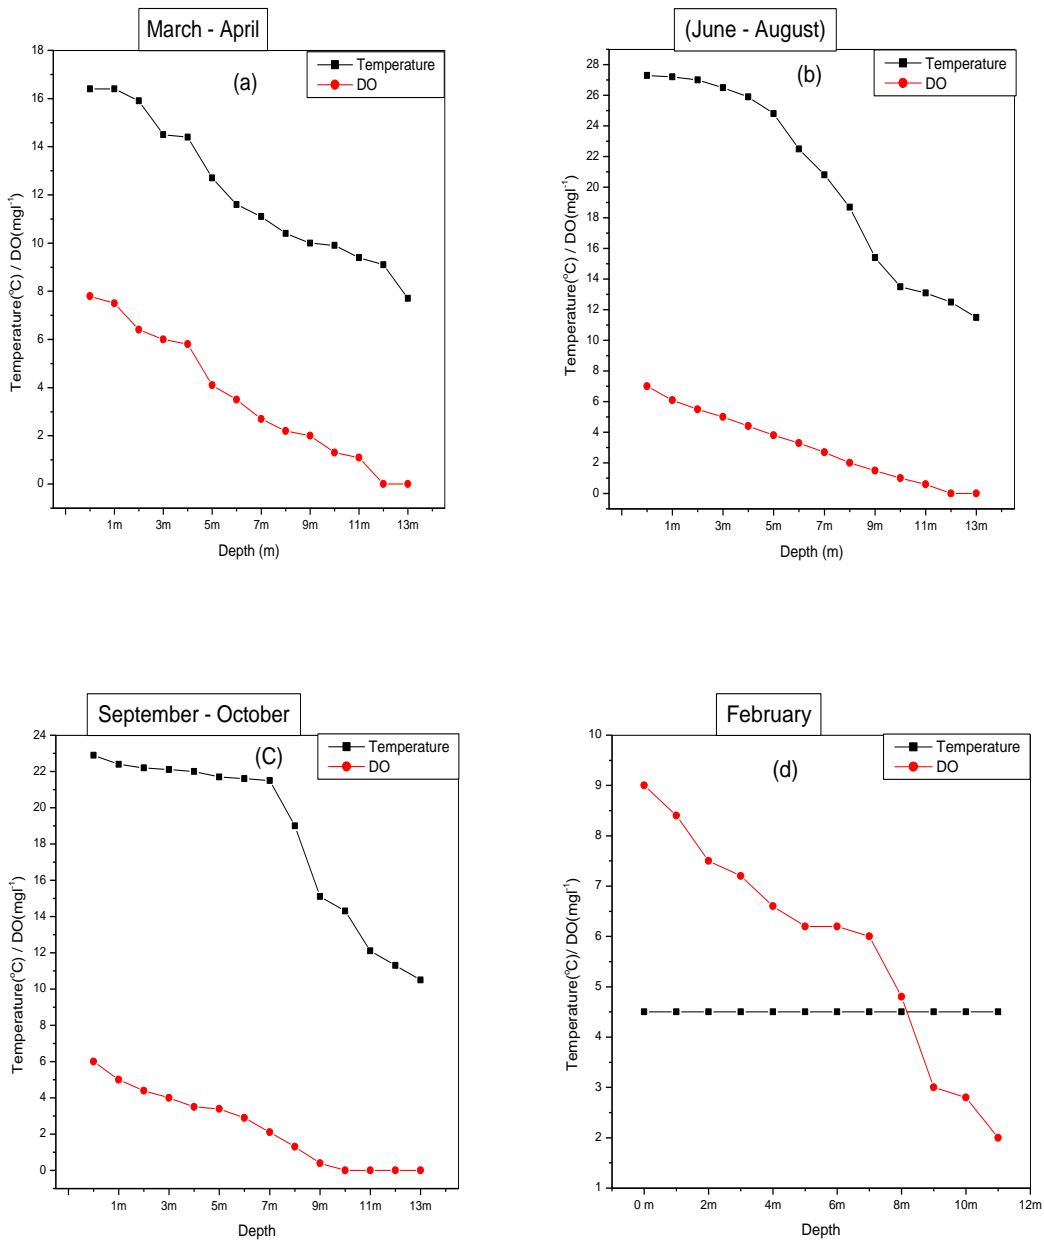 March - April
Temperature
DO
(a)
18
16
14
12
10
8
6
4
2
0
Temperature(°C) / DO(mgl⁻¹)
1m 3m 5m 7m 9m 11m 13m
Depth (m)
(June - August)
Temperature
DO
(b)
28
26
24
22
20
18
16
14
12
10
8
6
4
2
0
Temperature(°C) / DO(mgl⁻¹)
1m 3m 5m 7m 9m 11m 13m
Depth (m)
September - October
Temperature
DO
(C)
24
22
20
18
16
14
12
10
8
6
4
2
0
Temperature(°C) / DO(mgl⁻¹)
1m 3m 5m 7m 9m 11m 13m
Depth
February
Temperature
DO
(d)
10
9
8
7
6
5
4
3
2
1
Temperature(°C) / DO(mgl⁻¹)
0 m 2m 4m 6m 8m 10m 12m
Depth